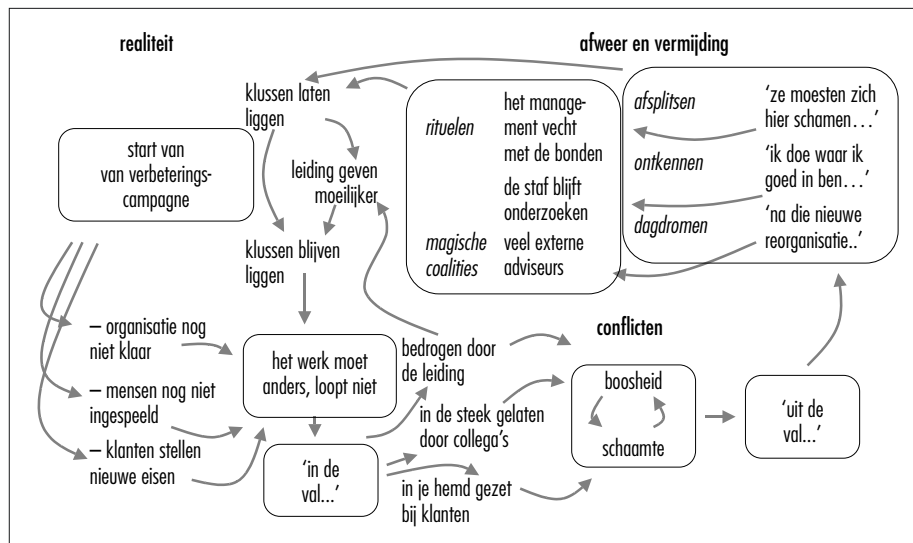 realiteit
afweer en vermijding
klussen laten
liggen
start van
van verbeterings-
campagne
leiding geven
moeilijker
klussen blijven
liggen
rituelen
het manage-
ment vecht
met de bonden
de staf blijft
onderzoeken
magische
coalities
veel externe
adviseurs
afsplitsen
‘ze moesten zich
hier schamen...’
ontkennen
‘ik doe waar ik
goed in ben...’
dagdromen
‘na die nieuwe
reorganisatie..’
– organisatie nog
niet klaar
– mensen nog niet
ingespeeld
– klanten stellen
nieuwe eisen
het werk moet
anders, loopt niet
‘in de
val...’
bedrogen door
de leiding
in de steek gelaten
door collega’s
in je hemd gezet
bij klanten
conflicten
boosheid
schaamte
‘uit de
val...’